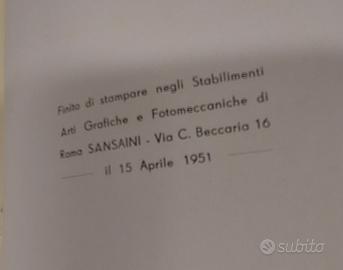 Finito di stampare negli Stabilimenti
Arti Grafiche e Fotomeccaniche di
Roma SANSAINI - Via C. Beccaria 16
il 15 Aprile 1951
subito